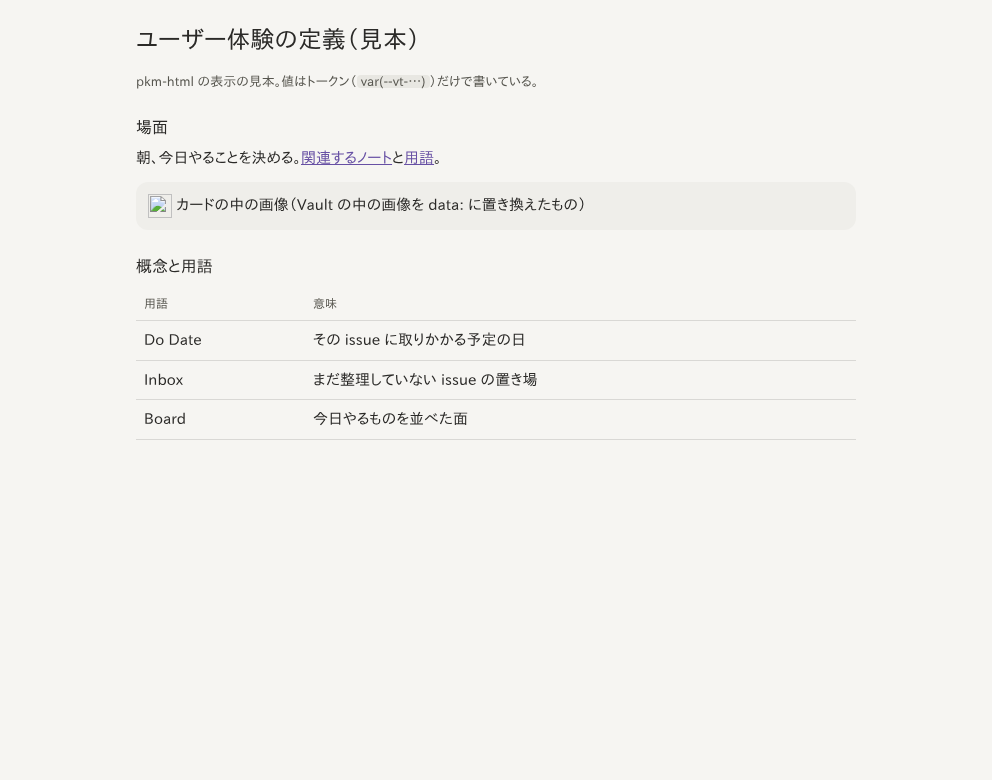 ユーザー体験の定義（見本）
pkm-html の表示の見本。値はトークン（var(--vt-…)）だけで書いている。
場面
朝、今日やることを決める。関連するノートと用語。
カードの中の画像（Vault の中の画像を data: に置き換えたもの）
概念と用語
用語 意味
Do Date その issue に取りかかる予定の日
Inbox まだ整理していない issue の置き場
Board 今日やるものを並べた面